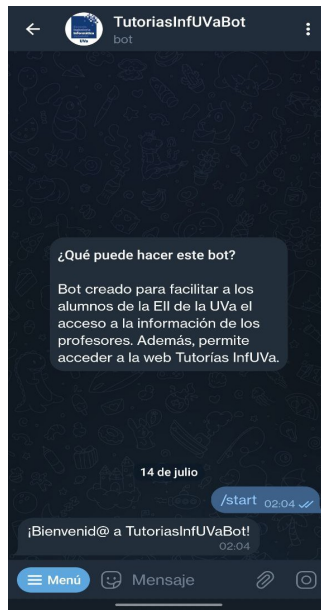 TutoriasInfUVaBot
bot
¿Qué puede hacer este bot?
Bot creado para facilitar a los
alumnos de la EII de la UVa el
acceso a la información de los
profesores. Además, permite
acceder a la web Tutorías InfUVa.
14 de julio
/start 02:04
¡Bienvenid@ a TutoriasInfUVaBot!
02:04
Menú Mensaje